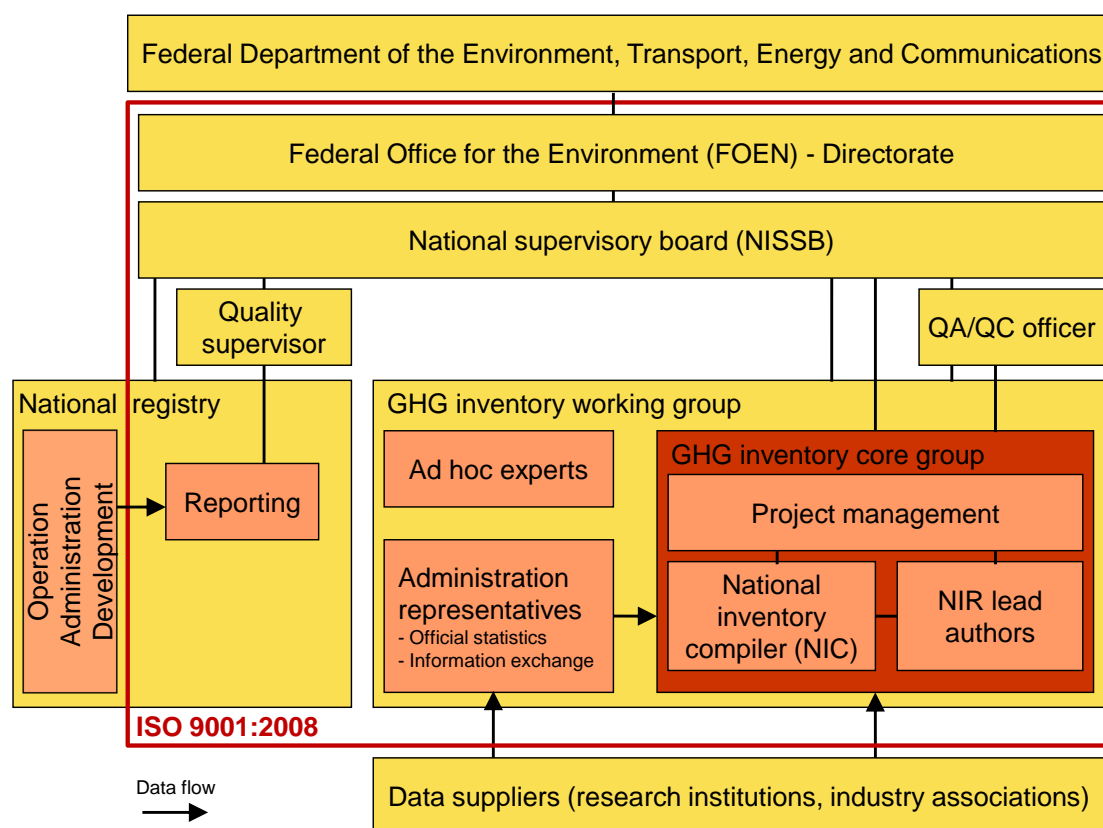 Federal Department of the Environment, Transport, Energy and Communications
Federal Office for the Environment (FOEN) - Directorate
National supervisory board (NISSB)
Quality
supervisor
QA/QC officer
National registry
Operation
Administration
Development
Reporting
GHG inventory working group
Ad hoc experts
Administration
representatives
- Official statistics
- Information exchange
GHG inventory core group
Project management
National
inventory
compiler (NIC)
NIR lead
authors
ISO 9001:2008
Data flow
Data suppliers (research institutions, industry associations)